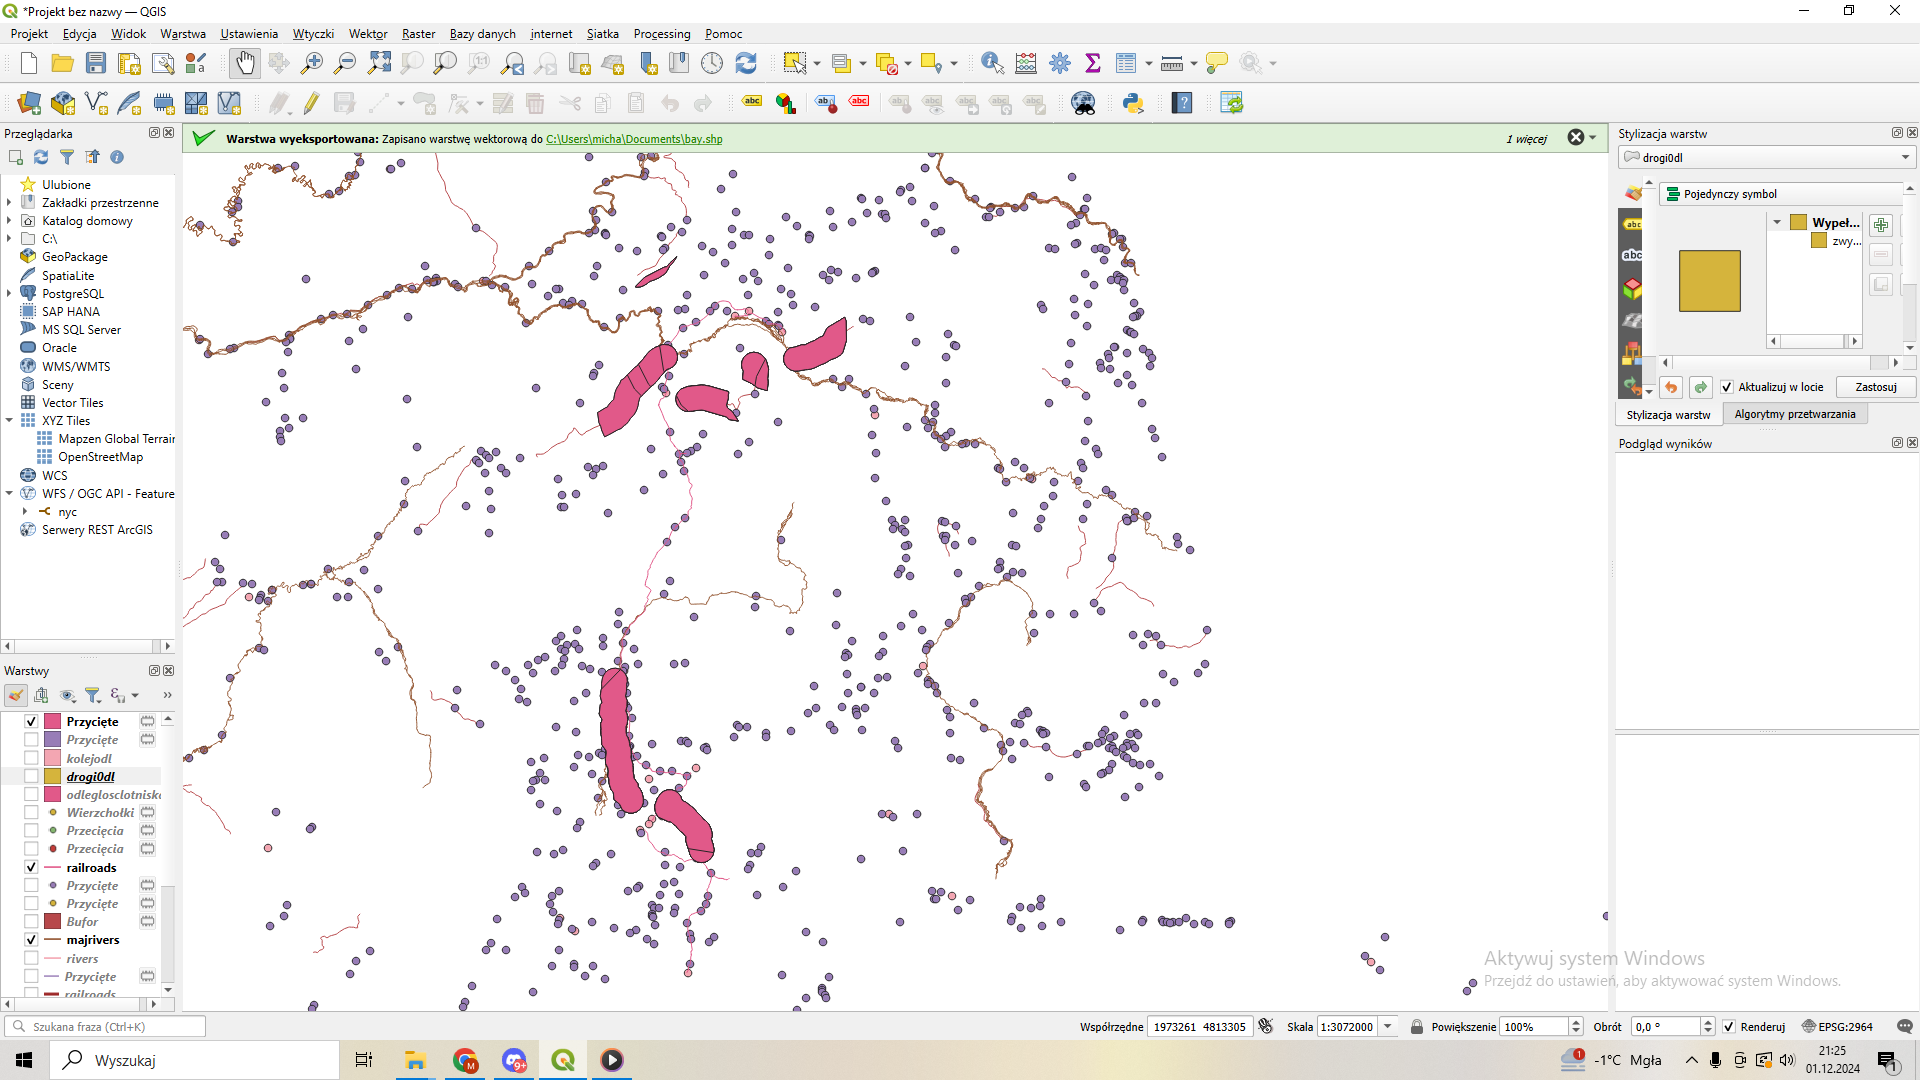 *Projekt bez nazwy — QGIS
Projekt Edycja Widok Warstwa Ustawienia Wtyczki Wektor Raster Bazy danych internet Siatka Processing Pomoc
Przeglądarka
Ulubione
Zakładki przestrzenne
Katalog domowy
C:\
GeoPackage
SpatiaLite
PostgreSQL
SAP HANA
MS SQL Server
Oracle
WMS/WMTS
Sceny
Vector Tiles
XYZ Tiles
Mapzen Global Terrain
OpenStreetMap
WCS
WFS / OGC API - Feature
nyc
Serwery REST ArcGIS
Warstwy
Przycięte
Przycięte
kolejodl
drogi0dl
odlegloscIotniska
Wierzchołki
Przecięcia
Przecięcia
railroads
Przycięte
Przycięte
Bufor
majrivers
rivers
Przycięte
railroads
Warstwa wyeksportowana: Zapisano warstwę wektorową do C:\Users\micha\Documents\bay.shp
1 więcej
Stylizacja warstw
drogi0dl
Pojedynczy symbol
Wypeł...
zwy...
Aktualizuj w locie
Zastosuj
Stylizacja warstw
Algorytmy przetwarzania
Podgląd wyników
Aktywuj system Windows
Przejdź do ustawień, aby aktywować system Windows.
Szukana fraza (Ctrl+K)
Współrzędne 1973261 4813305 Skala 1:3072000 Powiększenie 100% Obrót 0,0 ° Renderuj EPSG:2964
Wyszukaj
-1°C Mgła
21:25
01.12.2024